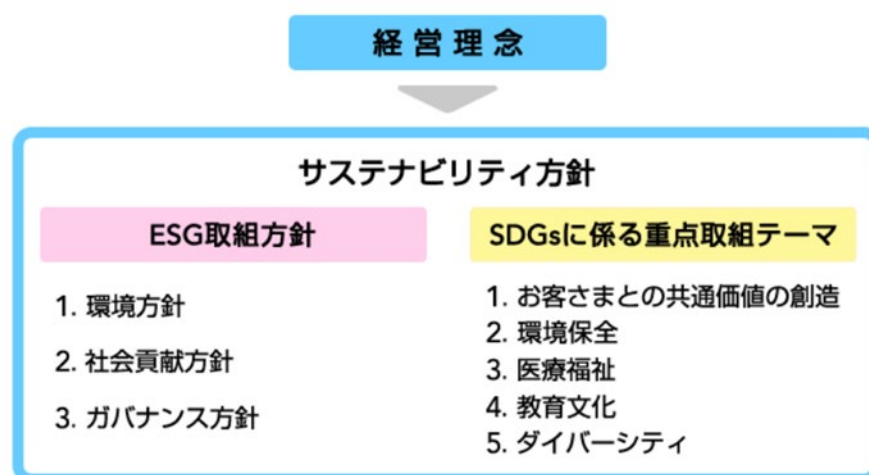 経営理念
サステナビリティ方針
ESG取組方針
1. 環境方針
2. 社会貢献方針
3. ガバナンス方針
SDGsに係る重点取組テーマ
1. お客さまとの共通価値の創造
2. 環境保全
3. 医療福祉
4. 教育文化
5. ダイバーシティ